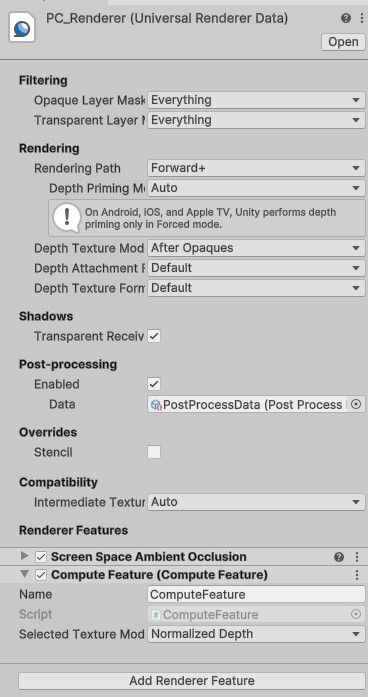 PC_Renderer (Universal Renderer Data)
Open
Filtering
Opaque Layer Mask Everything
Transparent Layer M Everything
Rendering
Rendering Path Forward+
Depth Priming M Auto
On Android, iOS, and Apple TV, Unity performs depth
priming only in Forced mode.
Depth Texture Mod After Opaques
Depth Attachment F Default
Depth Texture Form Default
Shadows
Transparent Receiv
Post-processing
Enabled
Data PostProcessData (Post Process
Overrides
Stencil
Compatibility
Intermediate Textur Auto
Renderer Features
Screen Space Ambient Occlusion
Compute Feature (Compute Feature)
Name ComputeFeature
Script ComputeFeature
Selected Texture Mod Normalized Depth
Add Renderer Feature